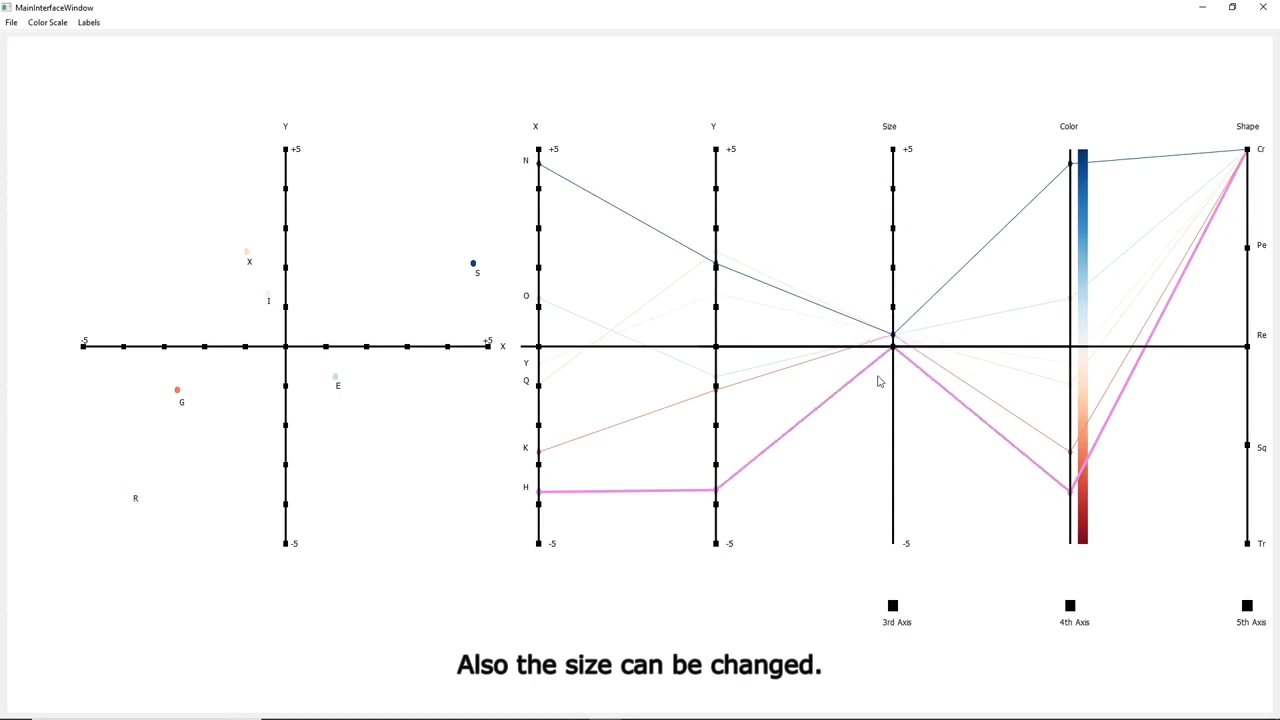 MainInterfaceWindow
File Color Scale Labels
Y X Y Size Color Shape
+5 +5 +5 +5 Cr
N
X
S
Pe
O
I
-5 +5 X Re
Y
Q
E
G
K Sq
H
R
-5 -5 -5 -5 Tr
3rd Axis 4th Axis 5th Axis
Also the size can be changed.